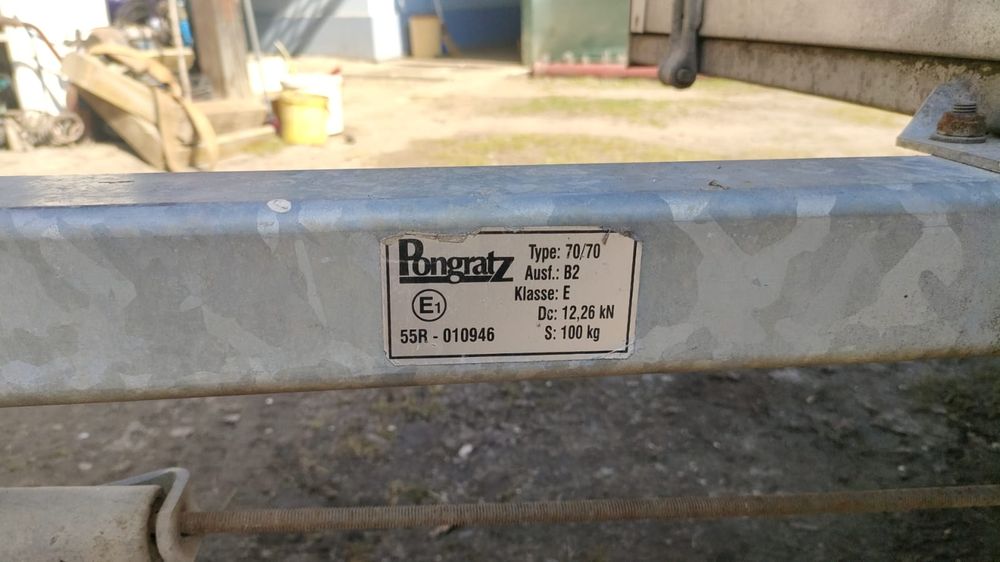 Pongratz
E1
55R - 010946
Type: 70/70
Ausf.: B2
Klasse: E
Dc: 12,26 kN
S: 100 kg